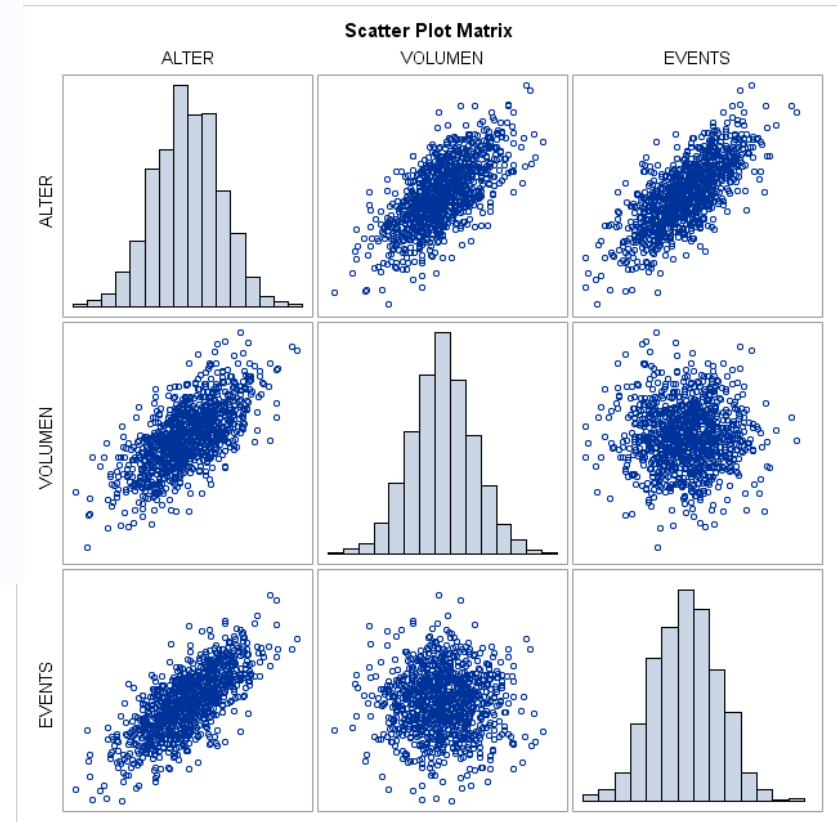 Scatter Plot Matrix
ALTER VOLUMEN EVENTS
ALTER
VOLUMEN
EVENTS